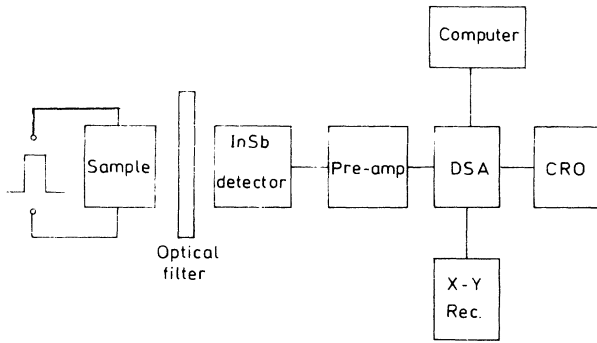 Computer
Sample
InSb
detector
Pre-amp
DSA
CRO
Optical
filter
X-Y
Rec.